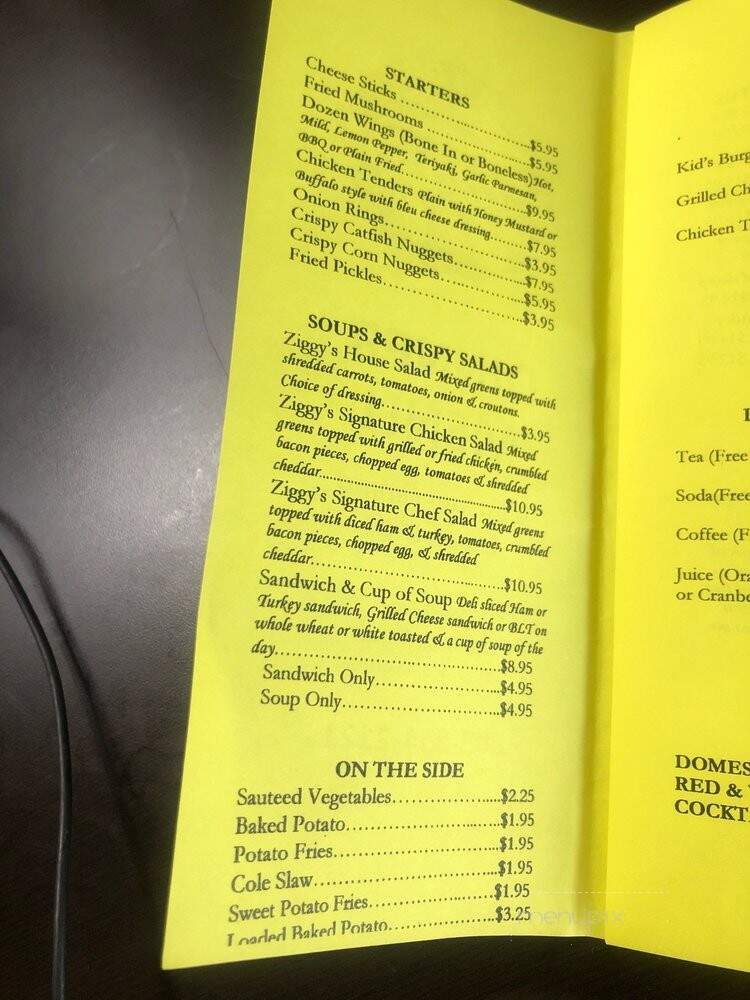 STARTERS
Cheese Sticks ........................$5.95
Fried Mushrooms ..................$5.95
Dozen Wings (Bone In or Boneless) Hot,
Mild, Lemon Pepper, Teriyaki, Garlic Parmesan,
BBQ or Plain Fried........................$9.95
Chicken Tenders Plain with Honey Mustard or
Buffalo style with bleu cheese dressing........$7.95
Onion Rings........................$3.95
Crispy Catfish Nuggets............$7.95
Crispy Corn Nuggets..............$5.95
Fried Pickles........................$3.95
SOUPS & CRISPY SALADS
Ziggy's House Salad Mixed greens topped with
shredded carrots, tomatoes, onion & croutons.
Choice of dressing........................$3.95
Ziggy's Signature Chicken Salad Mixed
greens topped with grilled or fried chicken, crumbled
bacon pieces, chopped egg, tomatoes & shredded
cheddar........................$10.95
Ziggy's Signature Chef Salad Mixed greens
topped with diced ham & turkey, tomatoes, crumbled
bacon pieces, chopped egg, & shredded
cheddar........................$10.95
Sandwich & Cup of Soup Deli sliced Ham or
Turkey sandwich, Grilled Cheese sandwich or BLT on
whole wheat or white toasted & a cup of soup of the
day........................$8.95
Sandwich Only........................$4.95
Soup Only........................$4.95
ON THE SIDE
Sauteed Vegetables..................$2.25
Baked Potato........................$1.95
Potato Fries........................$1.95
Cole Slaw........................$1.95
Sweet Potato Fries..................$1.95
Loaded Baked Potato................$3.25
Kid's Burg
Grilled Ch
Chicken T
Tea (Free
Soda(Free
Coffee (F
Juice (Ora
or Cranbe
DOMES
RED &
COCKT
menupix